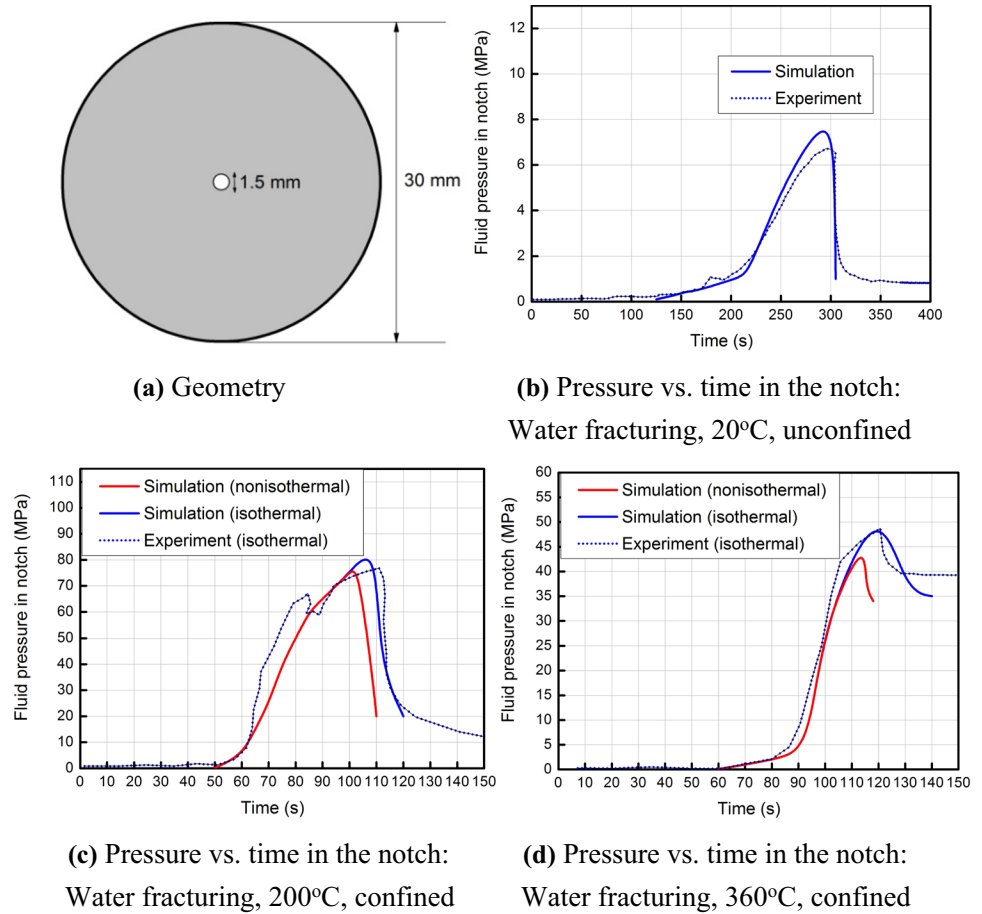 1.5 mm
30 mm
(a) Geometry
Fluid pressure in notch (MPa)
12
10
8
6
4
2
0
Simulation
Experiment
0 50 100 150 200 250 300 350 400
Time (s)
(b) Pressure vs. time in the notch:
Water fracturing, 20°C, unconfined
Fluid pressure in notch (MPa)
110
100
90
80
70
60
50
40
30
20
10
0
Simulation (nonisothermal)
Simulation (isothermal)
Experiment (isothermal)
0 10 20 30 40 50 60 70 80 90 100 110 120 130 140 150
Time (s)
(c) Pressure vs. time in the notch:
Water fracturing, 200°C, confined
Fluid pressure in notch (MPa)
60
55
50
45
40
35
30
25
20
15
10
5
0
Simulation (nonisothermal)
Simulation (isothermal)
Experiment (isothermal)
0 10 20 30 40 50 60 70 80 90 100 110 120 130 140 150
Time (s)
(d) Pressure vs. time in the notch:
Water fracturing, 360°C, confined